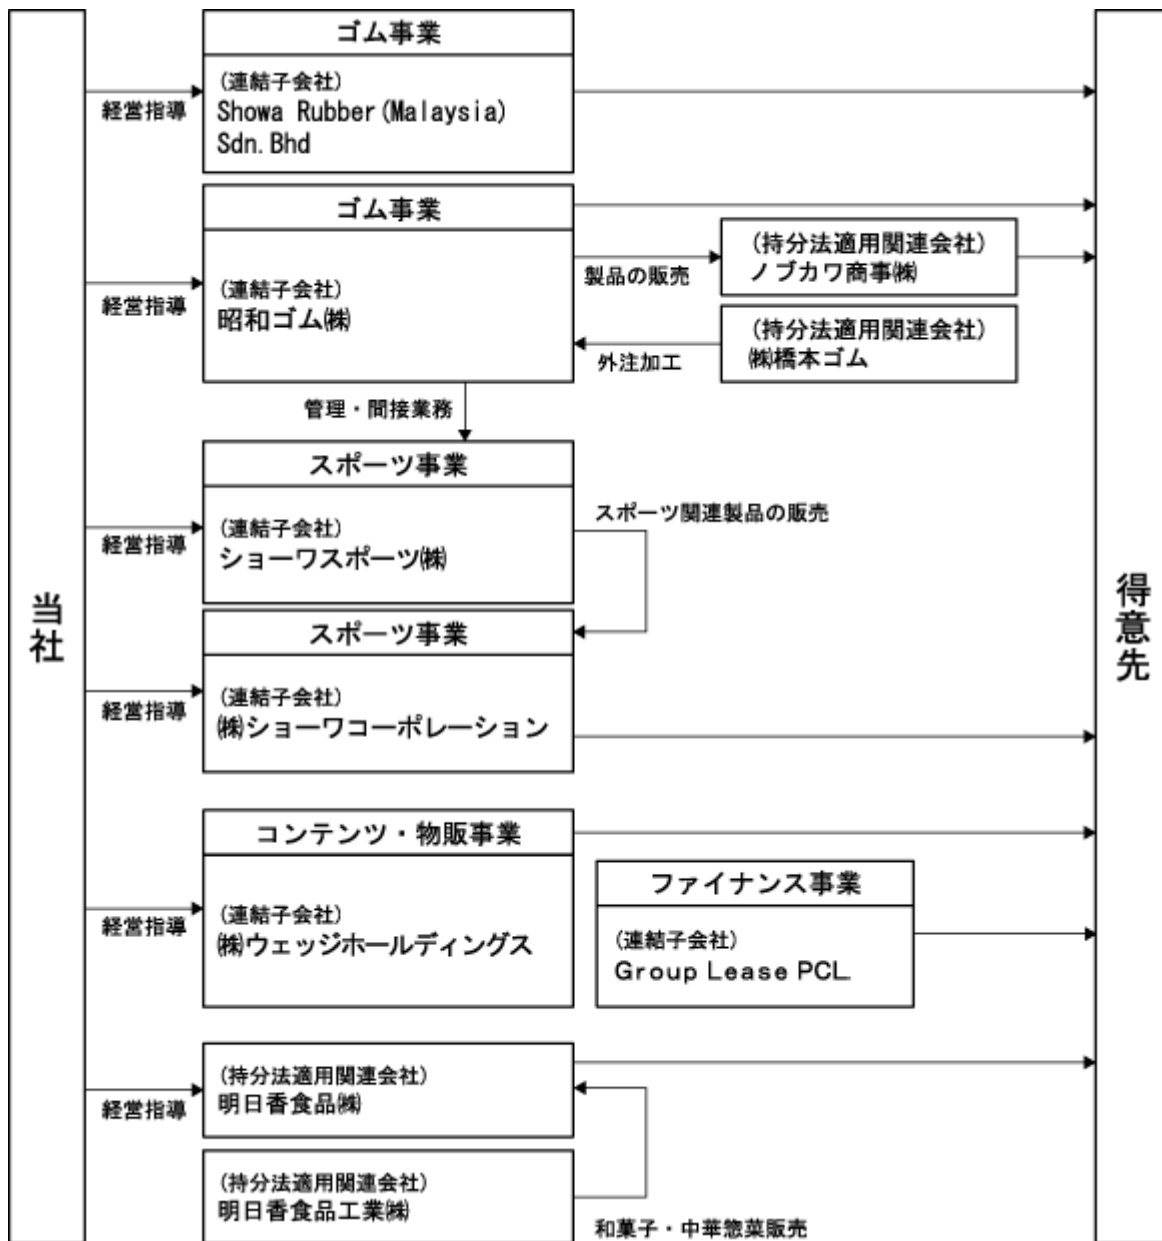 当社
ゴム事業
(連結子会社)
Showa Rubber(Malaysia)
Sdn.Bhd
経営指導
ゴム事業
(連結子会社)
昭和ゴム㈱
経営指導
製品の販売
(持分法適用関連会社)
ノブカワ商事㈱
外注加工
(持分法適用関連会社)
㈱橋本ゴム
管理・間接業務
スポーツ事業
(連結子会社)
ショーワスポーツ㈱
経営指導
スポーツ関連製品の販売
スポーツ事業
(連結子会社)
㈱ショーワコーポレーション
経営指導
コンテンツ・物販事業
(連結子会社)
㈱ウェッジホールディングス
経営指導
ファイナンス事業
(連結子会社)
Group Lease PCL.
(持分法適用関連会社)
明日香食品㈱
経営指導
(持分法適用関連会社)
明日香食品工業㈱
和菓子・中華惣菜販売
得意先